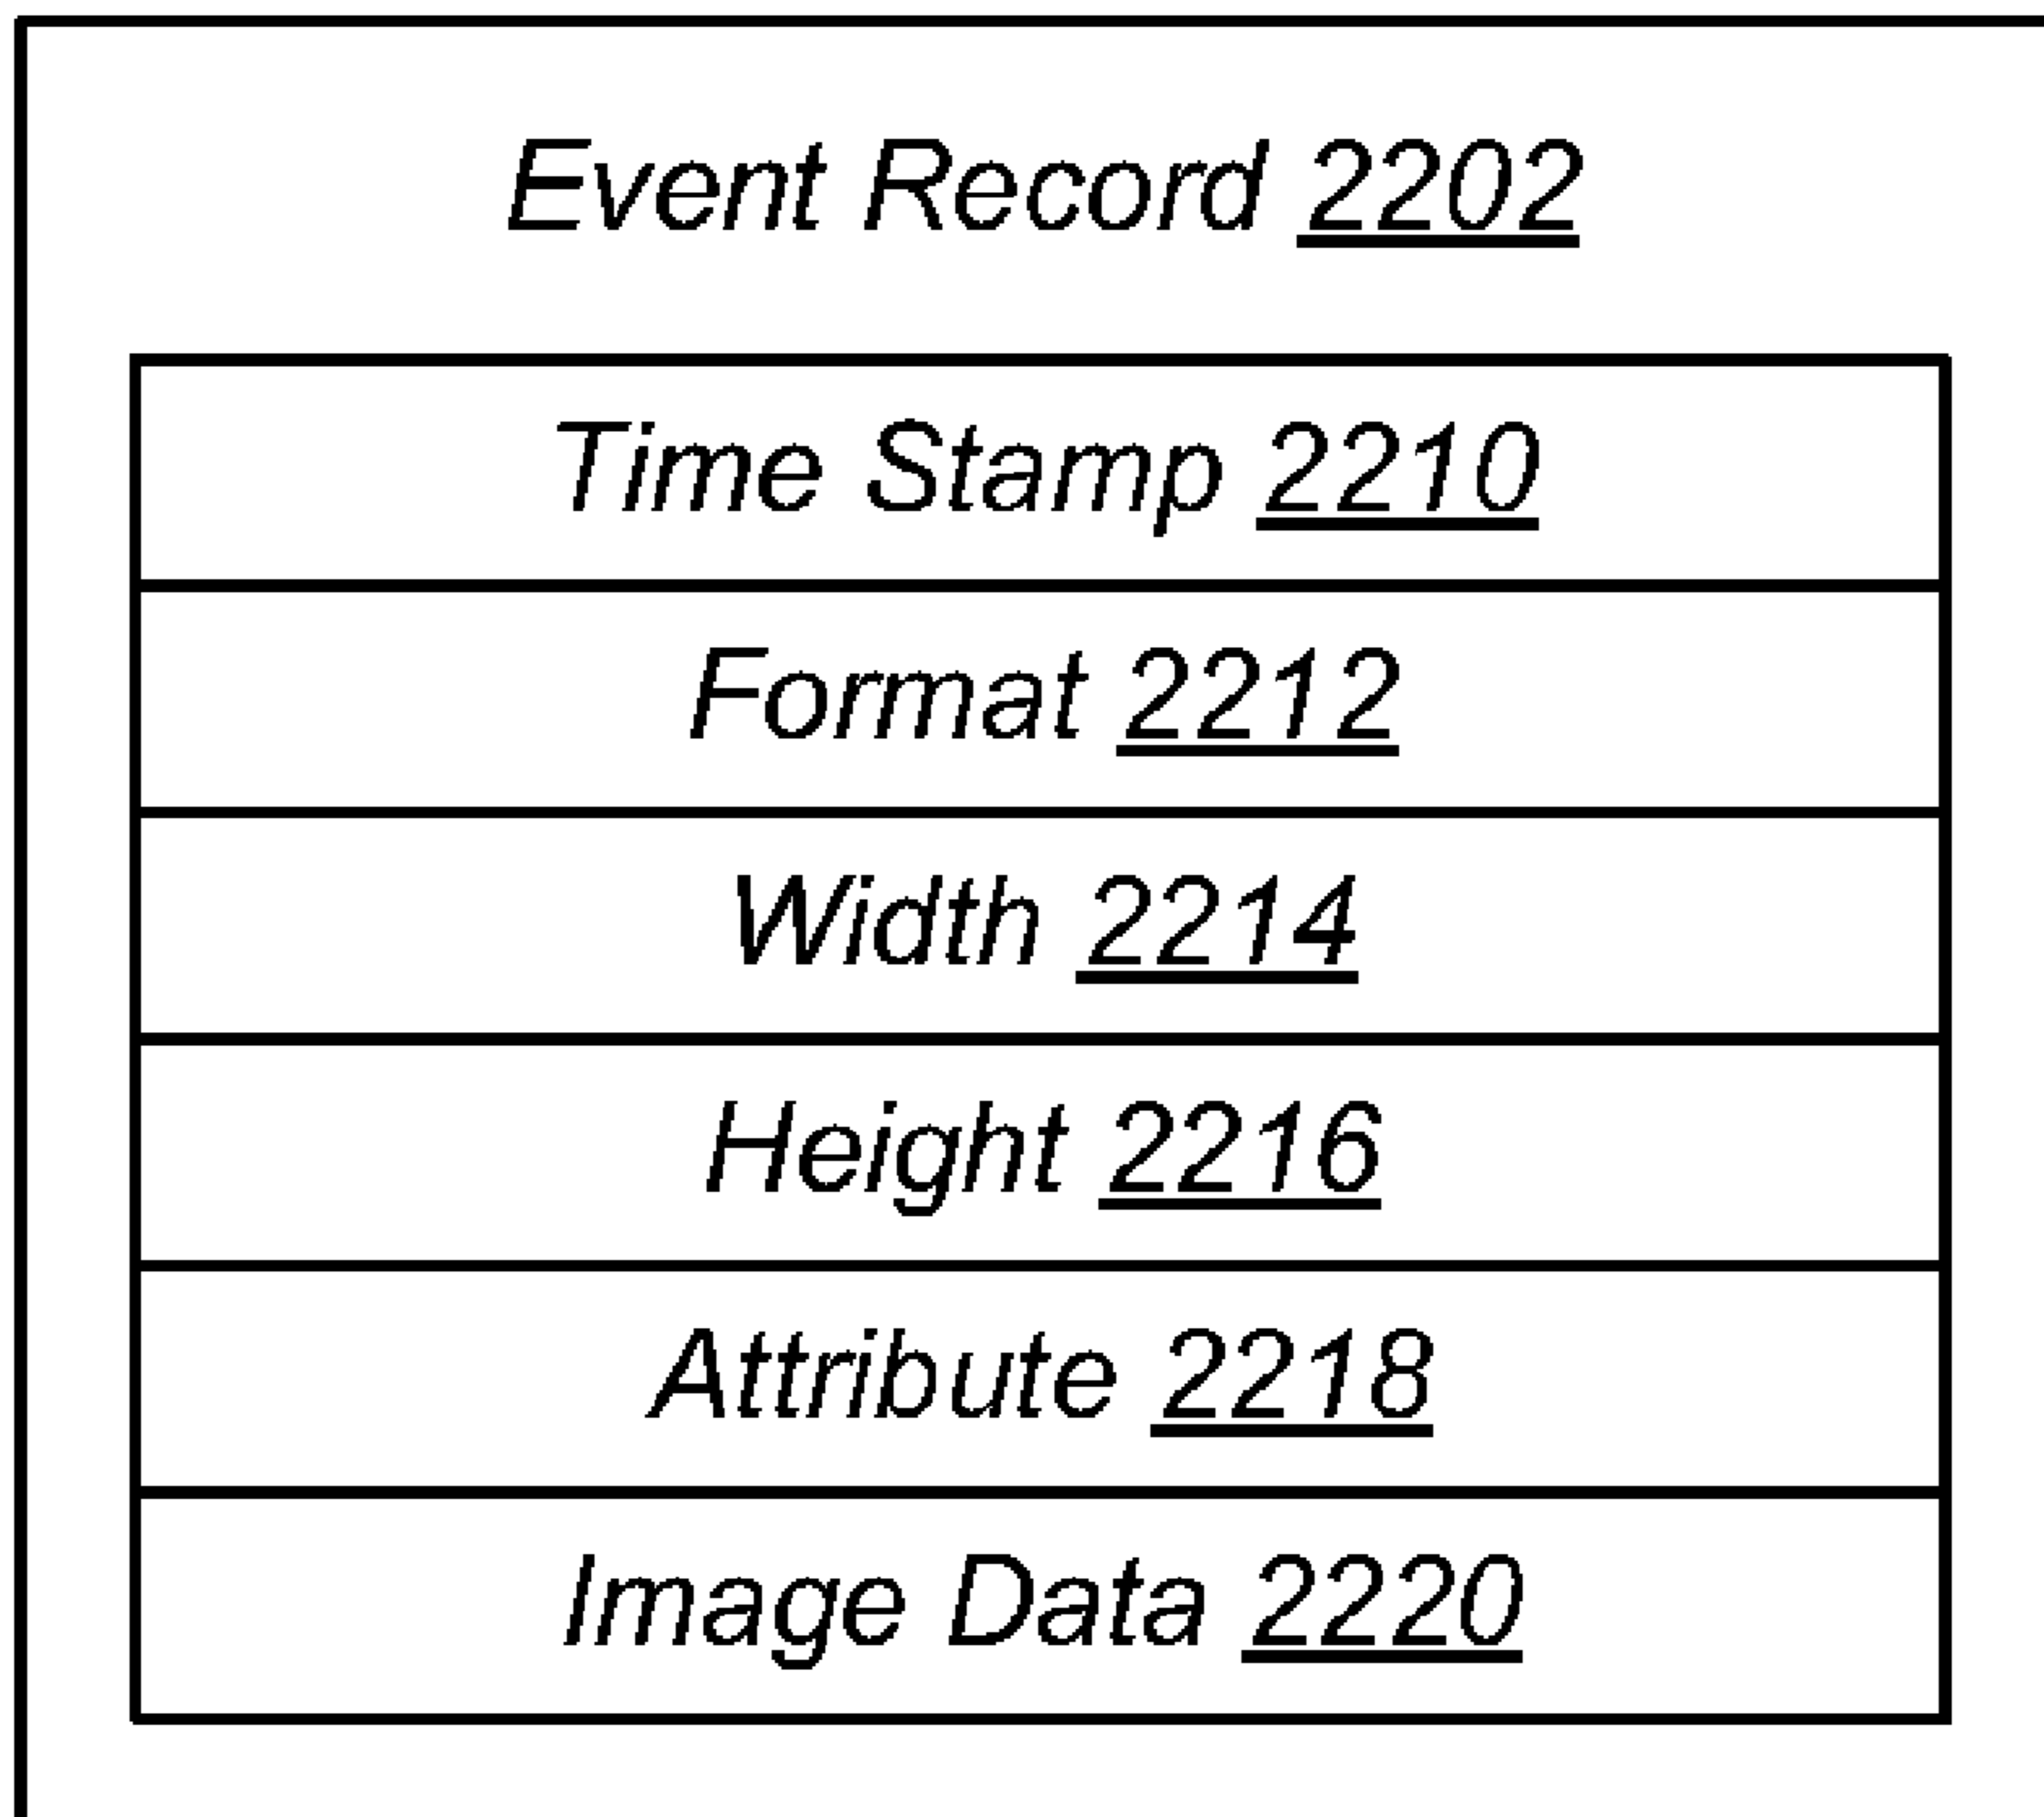 Event Record 2202
Time Stamp 2210
Format 2212
Width 2214
Height 2216
Attribute 2218
Image Data 2220